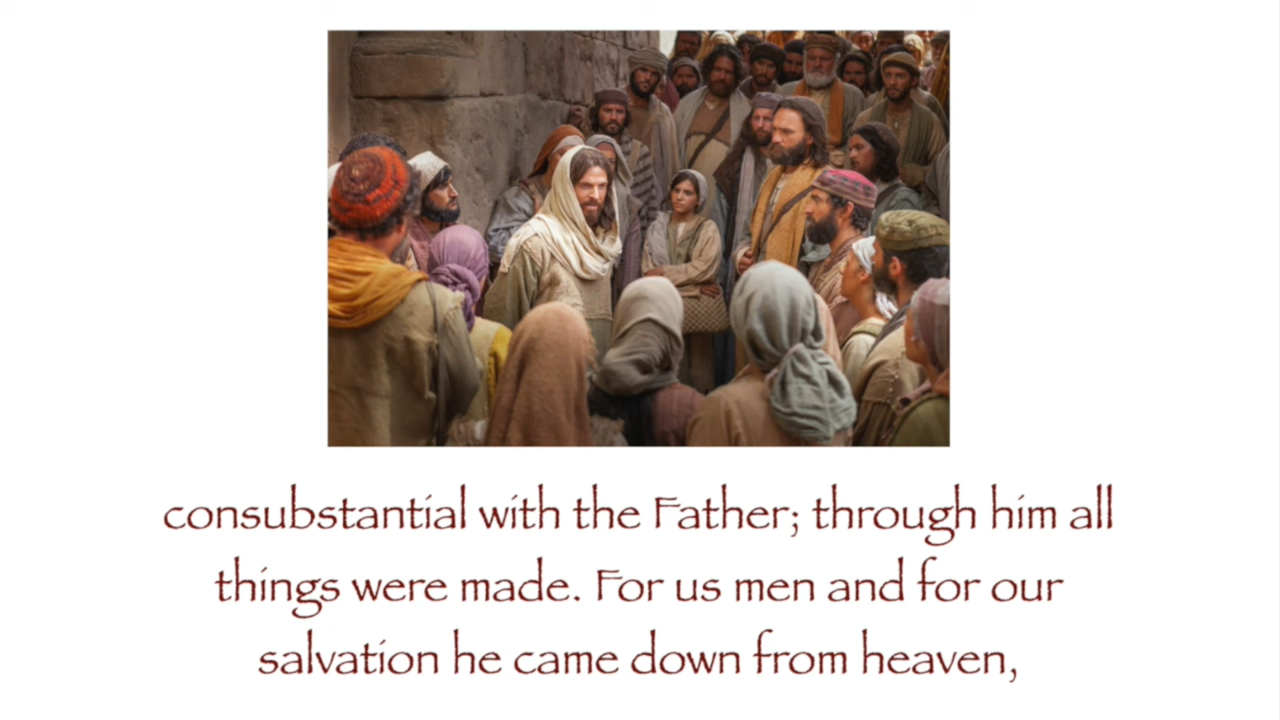 consubstantial with the Father; through him all
things were made. For us men and for our
salvation he came down from heaven,